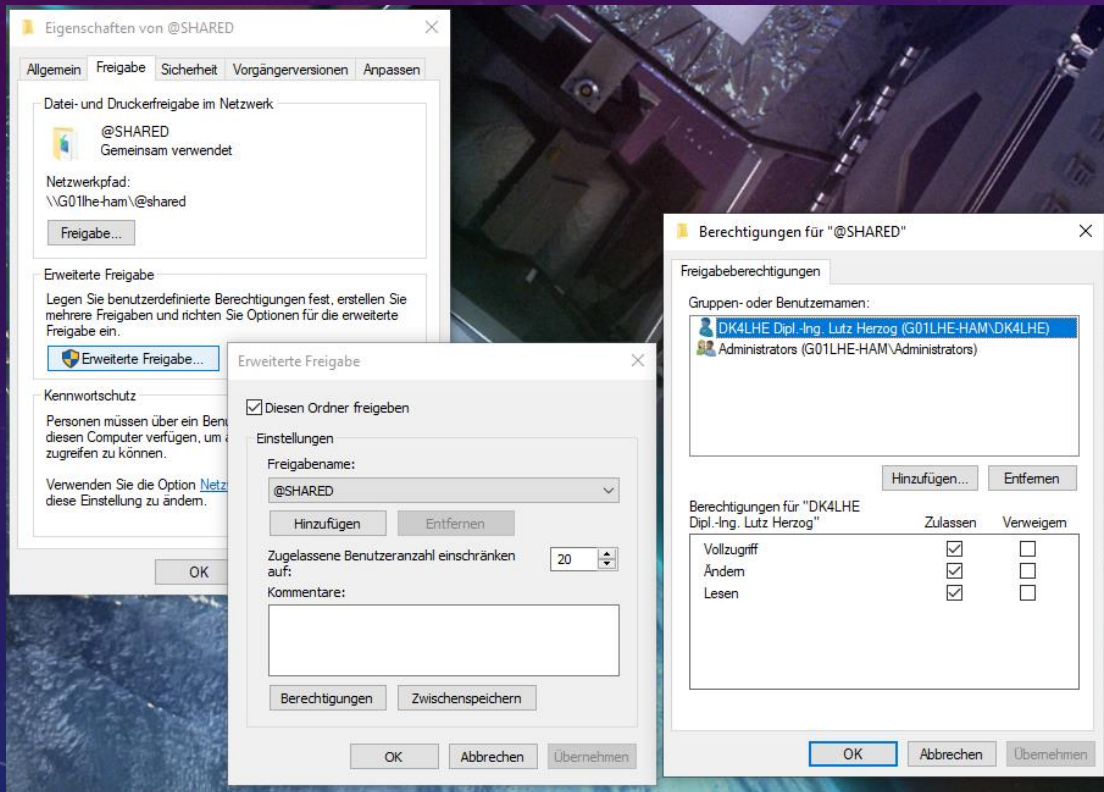 Eigenschaften von @SHARED
Allgemein Freigabe Sicherheit Vorgängerversionen Anpassen
Datei- und Druckerfreigabe im Netzwerk
@SHARED
Gemeinsam verwendet
Netzwerkpfad:
\\G01lhe-ham\@shared
Freigabe...
Erweiterte Freigabe
Legen Sie benutzerdefinierte Berechtigungen fest, erstellen Sie
mehrere Freigaben und richten Sie Optionen für die erweiterte
Freigabe ein.
Erweiterte Freigabe...
Kennwortschutz
Personen müssen über ein
diesen Computer verfügen, um
zugreifen zu können.
Verwenden Sie die Option
diese Einstellung zu ändern.
OK
Erweiterte Freigabe
Diesen Ordner freigeben
Einstellungen
Freigabename:
@SHARED
Hinzufügen Entfernen
Zugelassene Benutzeranzahl einschränken
auf:
20
Kommentare:
Berechtigungen Zwischenspeichern
OK Abbrechen Übernehmen
Berechtigungen für "@SHARED"
Freigabeberechtigungen
Gruppen- oder Benutzernamen:
DK4LHE Dipl.-Ing. Lutz Herzog (G01LHE-HAM\DK4LHE)
Administrators (G01LHE-HAM\Administrators)
Hinzufügen... Entfernen
Berechtigungen für "DK4LHE
Dipl.-Ing. Lutz Herzog" Zulassen Verweigern
Vollzugriff
Ändern
Lesen
OK Abbrechen Übernehmen